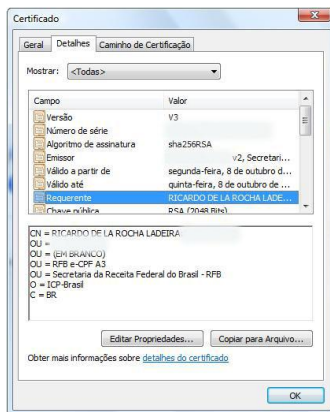 Certificado
Geral Detalhes Caminho de Certificação
Mostrar: <Todas>
Campo Valor
Versão V3
Número de série
Algoritmo de assinatura sha256RSA
Emissor v2, Secretari...
Válido a partir de segunda-feira, 8 de outubro d...
Válido até quinta-feira, 8 de outubro de ...
Requerente RICARDO DE LA ROCHA LADE...
Chave pública RSA (2048 Bits)
CN = RICARDO DE LA ROCHA LADEIRA
OU =
OU = (EM BRANCO)
OU = RFB e-CPF A3
OU = Secretaria da Receita Federal do Brasil - RFB
O = ICP-Brasil
C = BR
Editar Propriedades... Copiar para Arquivo...
Obter mais informações sobre detalhes do certificado
OK